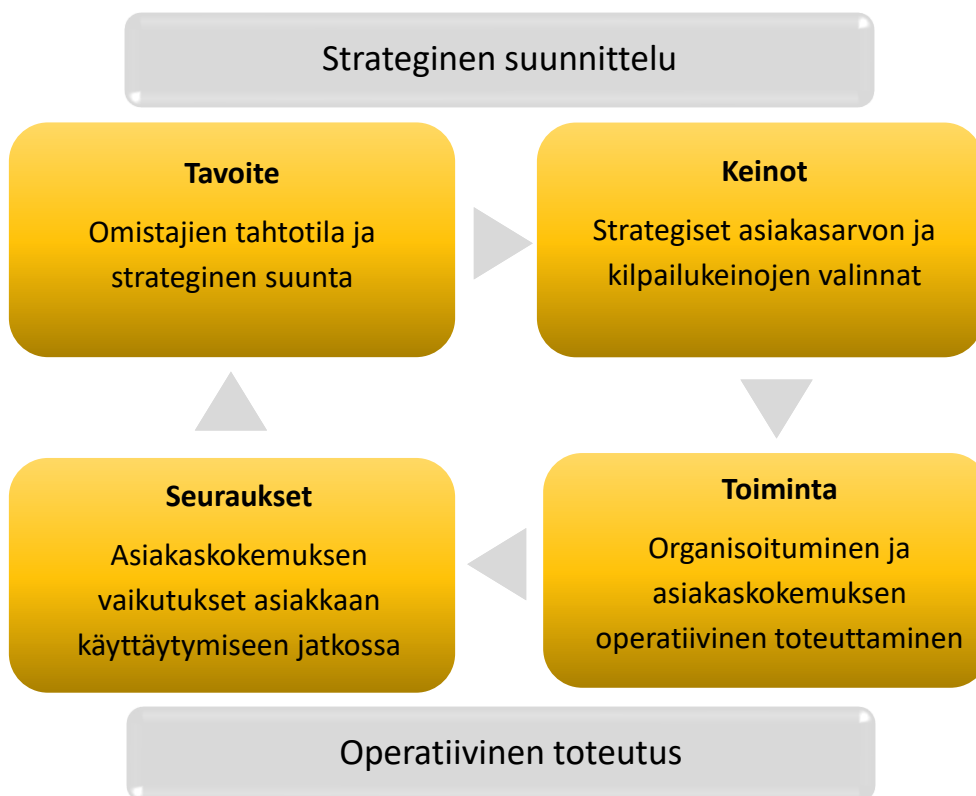 Strateginen suunnittelu
Tavoite
Omistajien tahtotila ja
strateginen suunta
Keinot
Strategiset asiakasarvon ja
kilpailukeinojen valinnat
Seuraukset
Asiakaskokemuksen
vaikutukset asiakkaan
käyttäytymiseen jatkossa
Toiminta
Organisoituminen ja
asiakaskokemuksen
operatiivinen toteuttaminen
Operatiivinen toteutus